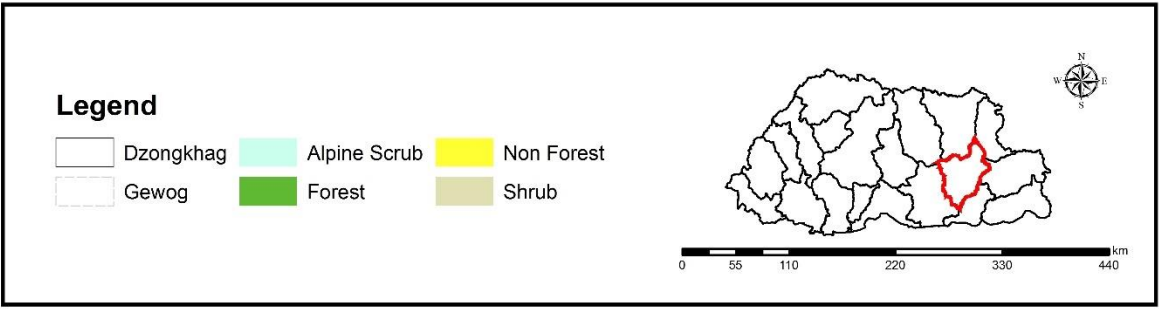 Legend
Dzongkhag
Alpine Scrub
Non Forest
Gewog
Forest
Shrub
N
W
E
S
km
0 55 110 220 330 440